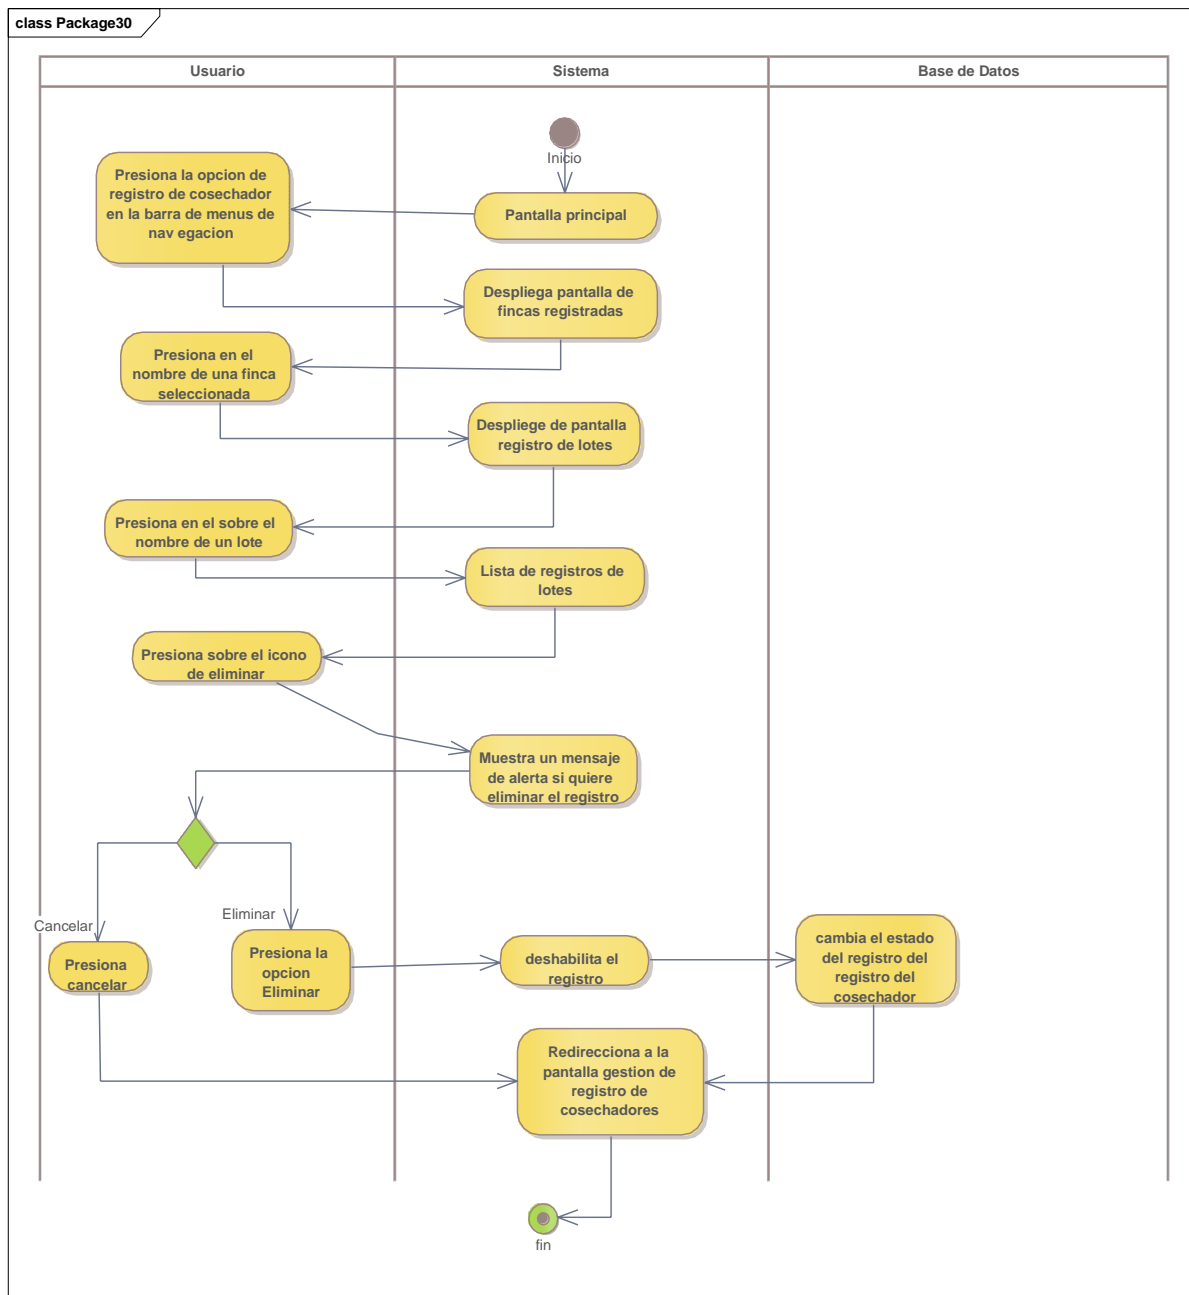 class Package30
Usuario
Sistema
Base de Datos
Inicio
Presiona la opcion de
registro de cosechador
en la barra de menus de
nav egacion
Pantalla principal
Despliega pantalla de
fincas registradas
Presiona en el
nombre de una finca
seleccionada
Despliege de pantalla
registro de lotes
Presiona en el sobre el
nombre de un lote
Lista de registros de
lotes
Presiona sobre el icono
de eliminar
Muestra un mensaje
de alerta si quiere
eliminar el registro
Cancelar
Eliminar
Presiona
cancelar
Presiona la
opcion
Eliminar
deshabilita el
registro
cambia el estado
del registro del
registro del
cosechador
Redirecciona a la
pantalla gestion de
registro de
cosechadores
fin